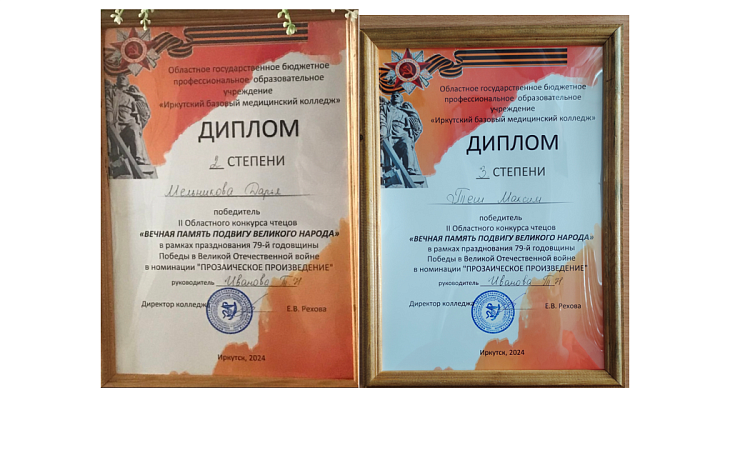 Областное государственное бюджетное
профессиональное образовательное
учреждение
«Иркутский базовый медицинский колледж»
ДИПЛОМ
2 СТЕПЕНИ
Мельникова Дарья
победитель
II Областного конкурса чтецов
«ВЕЧНАЯ ПАМЯТЬ ПОДВИГУ ВЕЛИКОГО НАРОДА»
в рамках празднования 79-й годовщины
Победы в Великой Отечественной войне
в номинации "ПРОЗАИЧЕСКОЕ ПРОИЗВЕДЕНИЕ"
руководитель Иванова Т.И
Директор колледжа Е.В. Рехова
Иркутск, 2024
Областное государственное бюджетное
профессиональное образовательное
учреждение
«Иркутский базовый медицинский колледж»
ДИПЛОМ
3 СТЕПЕНИ
Максим
победитель
II Областного конкурса чтецов
«ВЕЧНАЯ ПАМЯТЬ ПОДВИГУ ВЕЛИКОГО НАРОДА»
в рамках празднования 79-й годовщины
Победы в Великой Отечественной войне
в номинации "ПРОЗАИЧЕСКОЕ ПРОИЗВЕДЕНИЕ"
руководитель Иванова Т.И
Директор колледжа Е.В. Рехова
Иркутск, 2024